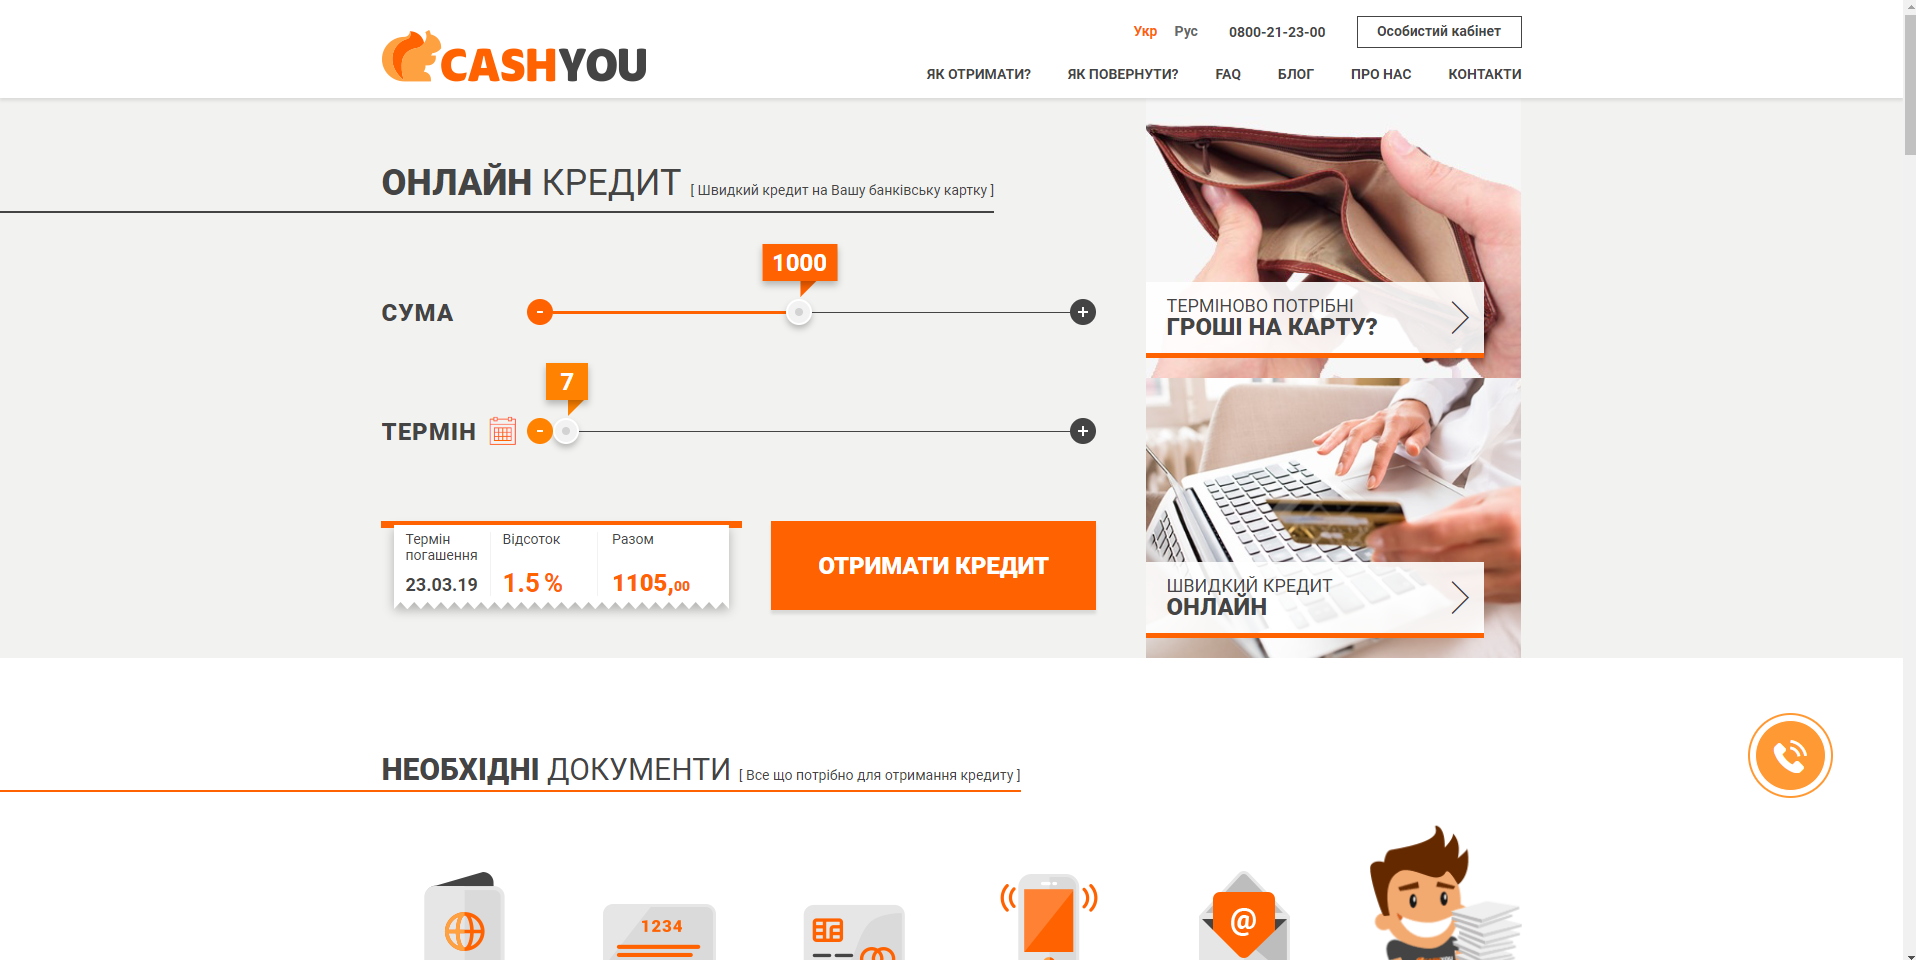 CASHYOU
Укр Рус 0800-21-23-00 Особистий кабінет
ЯК ОТРИМАТИ? ЯК ПОВЕРНУТИ? FAQ БЛОГ ПРО НАС КОНТАКТИ
ОНЛАЙН КРЕДИТ [ Швидкий кредит на Вашу банківську картку ]
1000
СУМА - +
7
ТЕРМІН - +
Термін погашення
23.03.19
Відсоток
1.5 %
Разом
1105,00
ОТРИМАТИ КРЕДИТ
ТЕРМІНОВО ПОТРІБНІ
ГРОШІ НА КАРТУ?
ШВИДКИЙ КРЕДИТ
ОНЛАЙН
НЕОБХІДНІ ДОКУМЕНТИ [ Все що потрібно для отримання кредиту ]
1234
@